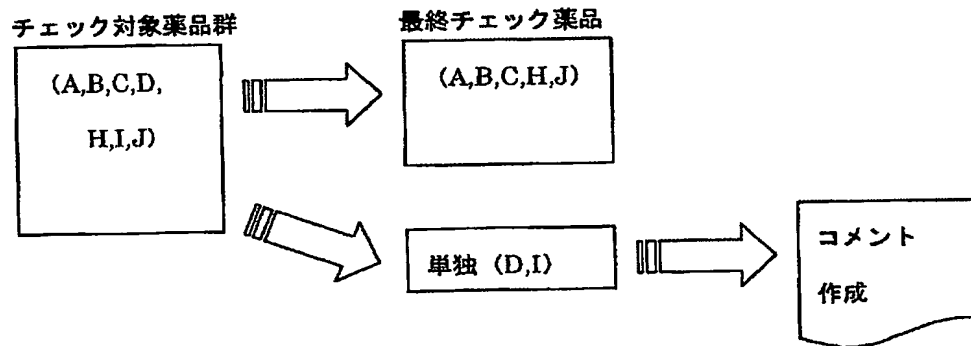 チェック対象薬品群
最終チェック薬品
(A,B,C,D,
H,I,J)
(A,B,C,H,J)
単独 (D,I)
コメント
作成